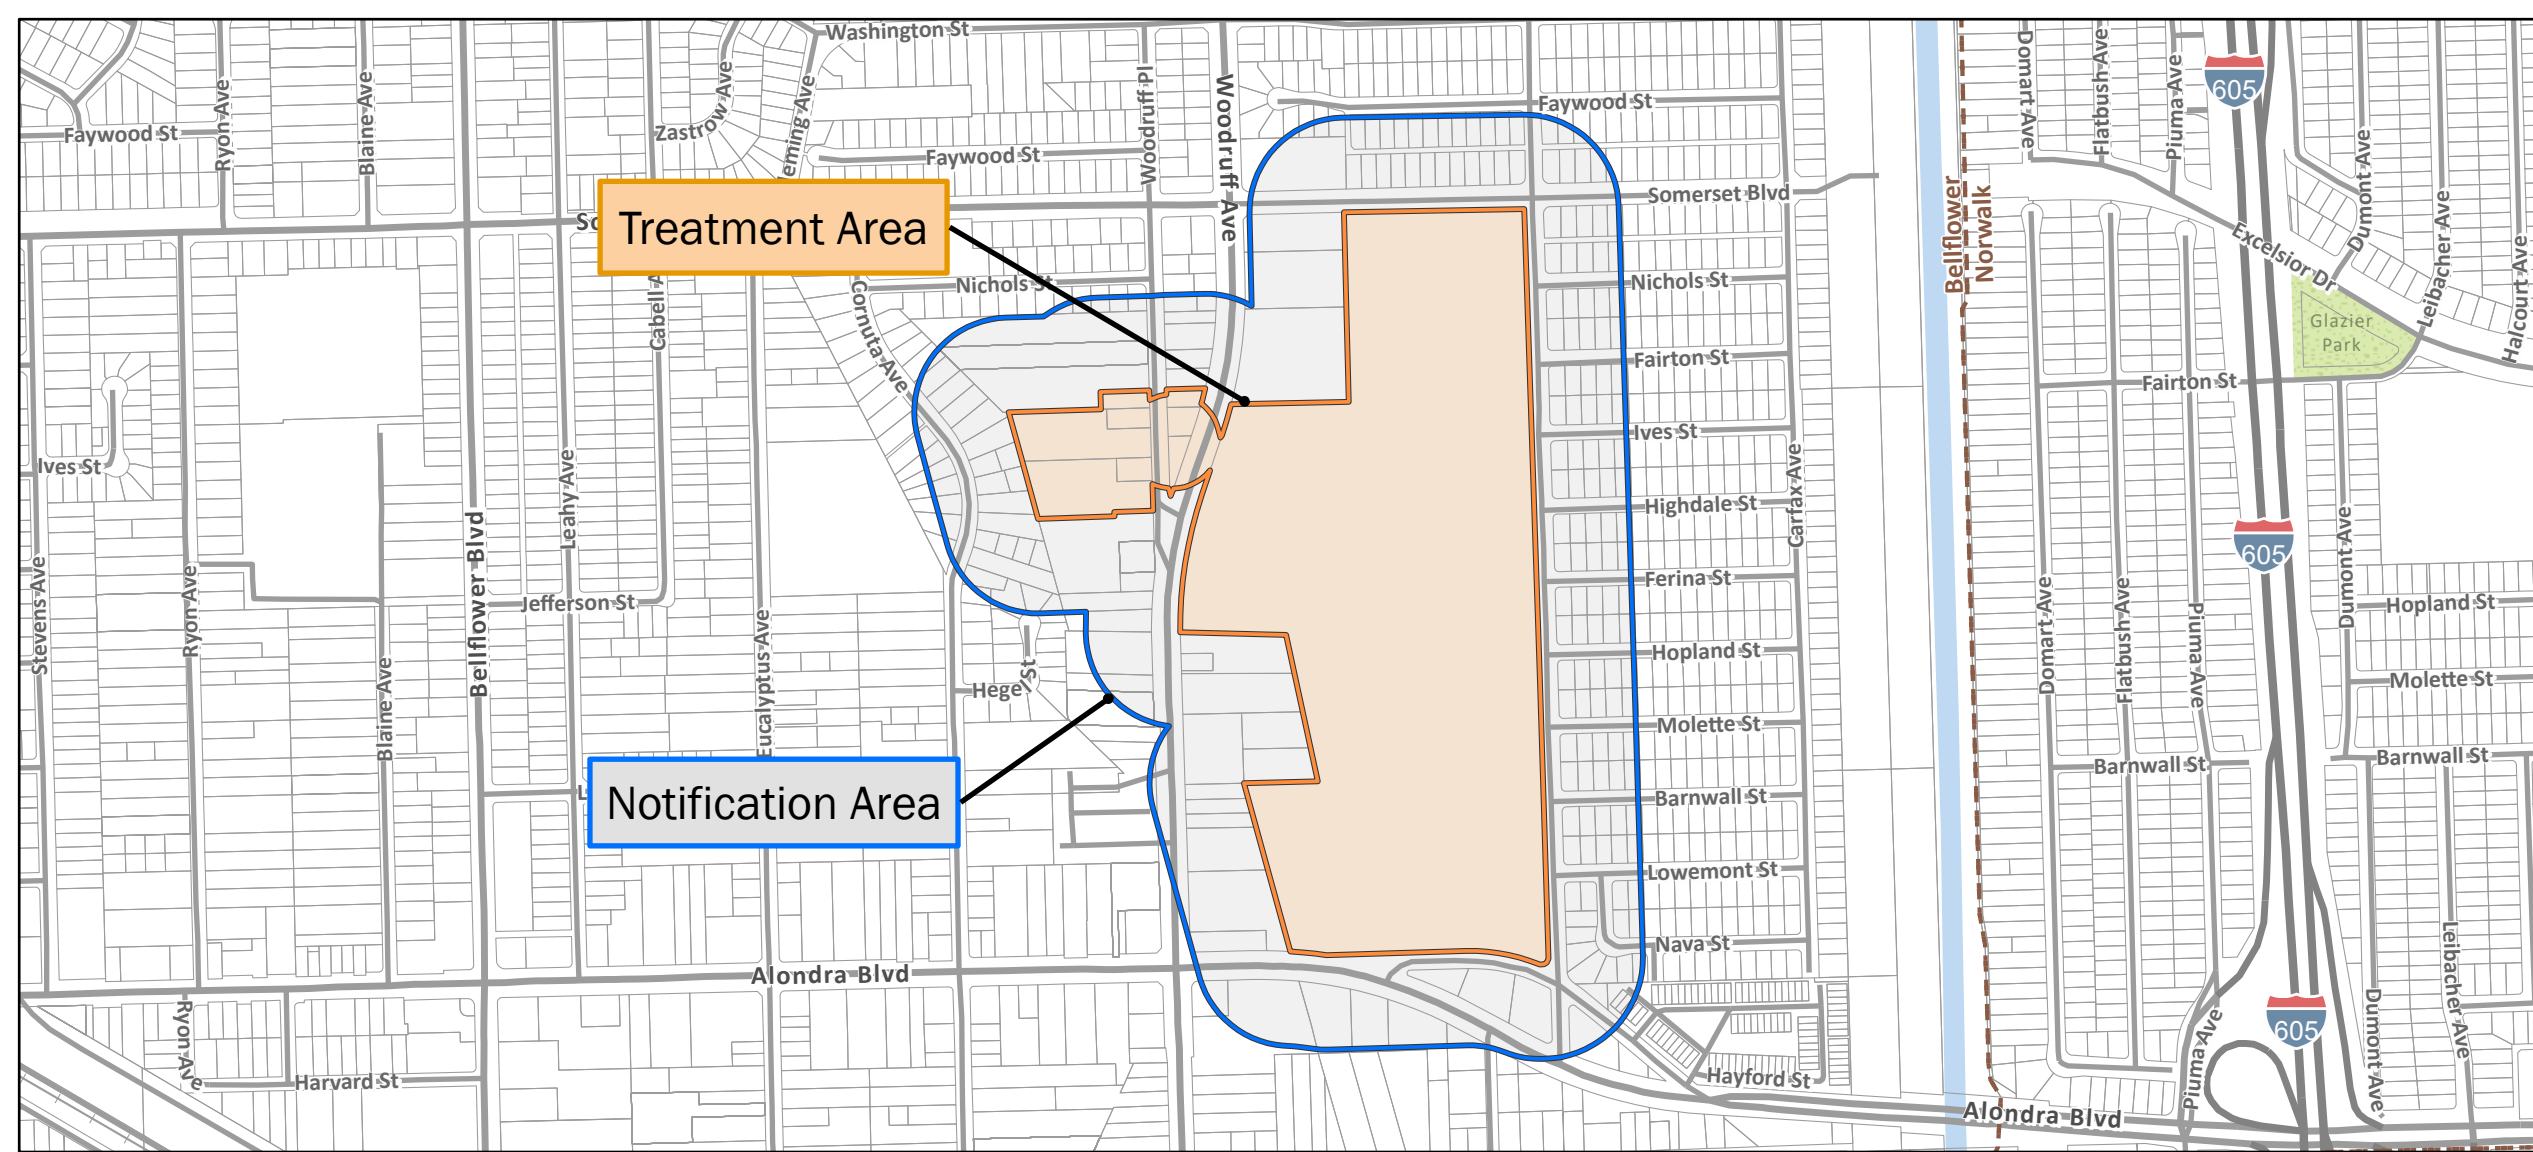 Washington St
Faywood St
Ryon Ave
Blaine Ave
Zastrow Ave
Woodruff Pl
Woodruff Ave
Faywood St
Faywood St
Somerset Blvd
Domart Ave
Flatbush Ave
Piuma Ave
605
Dumont Ave
Leibacher Ave
Harcourt Ave
Bellflower
Norwalk
Excelsior Dr
Glazier
Park
Treatment Area
Nichols St
Nichols St
Cornuta Ave
Fairton St
Fairton St
Ives St
Ives St
Highdale St
Carfax Ave
Leahy Ave
Bellflower Blvd
Stevens Ave
Ryon Ave
Jefferson St
Ferina St
605
Dumont Ave
Hopland St
Hopland St
Domart Ave
Flatbush Ave
Piuma Ave
Blaine Ave
Eucalyptus Ave
Hegel St
Molette St
Molette St
Barnwall St
Barnwall St
Barnwall St
Notification Area
Lowemont St
Nava St
Alondra Blvd
Leibacher Ave
Ryon Ave
Harvard St
Hayford St
Piuma Ave
605
Dumont Ave
Alondra Blvd